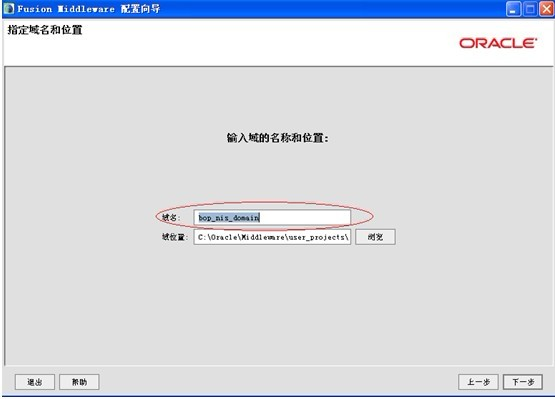 Fusion Middleware 配置向导
指定域名和位置
ORACLE
输入域的名称和位置:
域名: bop_nis_domain
域位置: C:\Oracle\Middleware\user_projects\ 浏览
退出 帮助 上一步 下一步